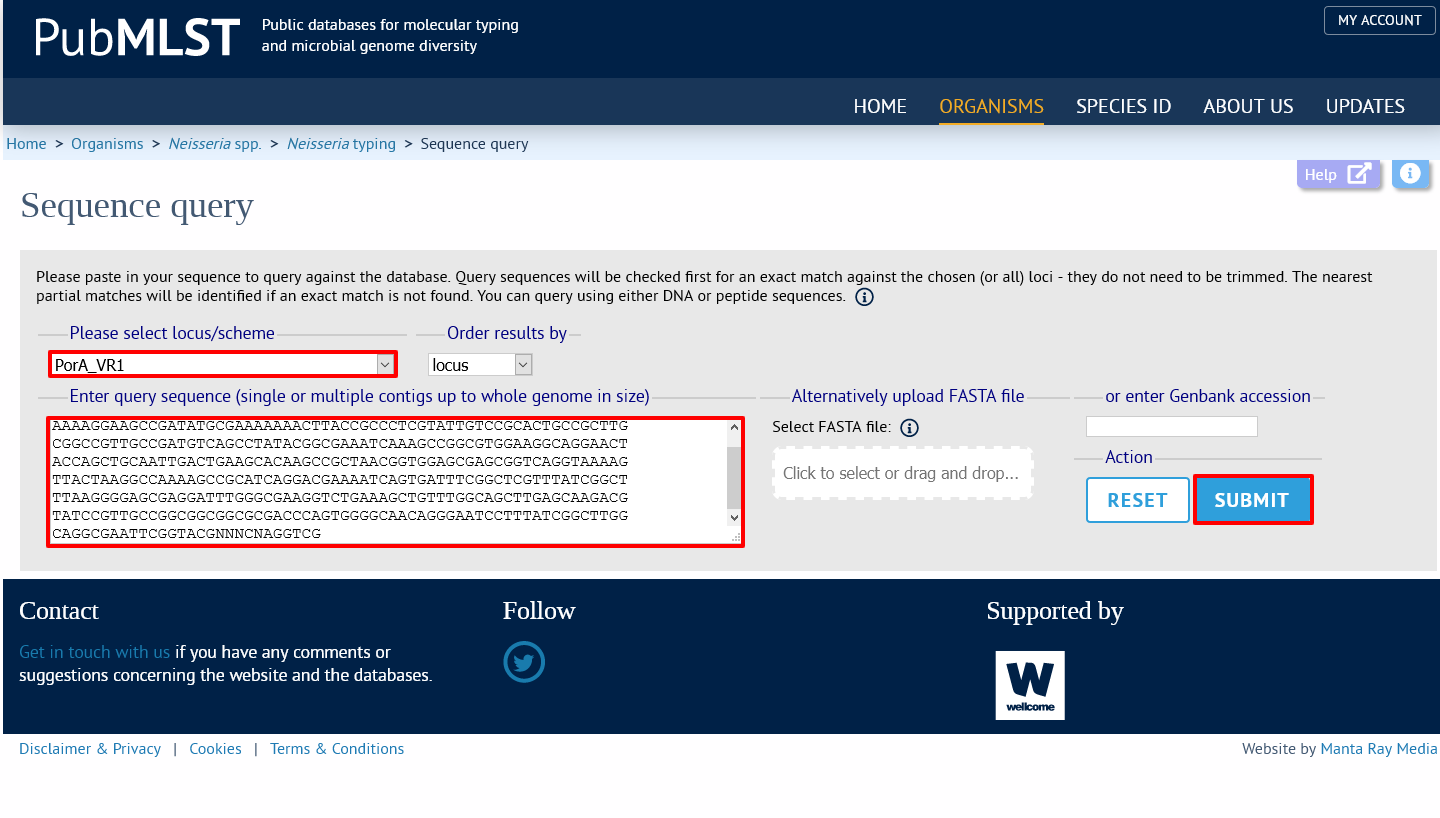 PubMLST
Public databases for molecular typing
and microbial genome diversity
MY ACCOUNT
HOME ORGANISMS SPECIES ID ABOUT US UPDATES
Home > Organisms > Neisseria spp. > Neisseria typing > Sequence query
Help
Sequence query
Please paste in your sequence to query against the database. Query sequences will be checked first for an exact match against the chosen (or all) loci - they do not need to be trimmed. The nearest
partial matches will be identified if an exact match is not found. You can query using either DNA or peptide sequences.
Please select locus/scheme
PorA_VR1
Order results by
locus
Enter query sequence (single or multiple contigs up to whole genome in size)
AAAAGGAAGCCGATATGCGAAAAAAACTTACCGCCCTCGTATTGTCCGCACTGCCGCTTG
CGGCCGTTGCCGATGTCAGCCTATACGGCGAAATCAAAGCCGGCGTGGAAGGCAGGAACT
ACCAGCTGCAATTGACTGAAGCACAAGCCGCTAACGGTGGAGCGAGCGGTCAGGTAAAAG
TTACTAAGGCCAAAAGCCGCATCAGGACGAAAATCAGTGATTTCGGCTCGTTTATCGGCT
TTAAGGGGAGCGAGGATTTGGGCGAAGGTCTGAAAGCTGTTTGGCAGCTTGAGCAAGACG
TATCCGTTGCCGGCGGCGGCGCGACCCAGTGGGGCAACAGGGAATCCTTTATCGGCTTGG
CAGGCGAATTCGGTACGNNNCNAGGTCG
Alternatively upload FASTA file
Select FASTA file:
Click to select or drag and drop...
or enter Genbank accession
Action
RESET
SUBMIT
Contact
Get in touch with us if you have any comments or
suggestions concerning the website and the databases.
Follow
Supported by
W
wellcome
Disclaimer & Privacy | Cookies | Terms & Conditions
Website by Manta Ray Media